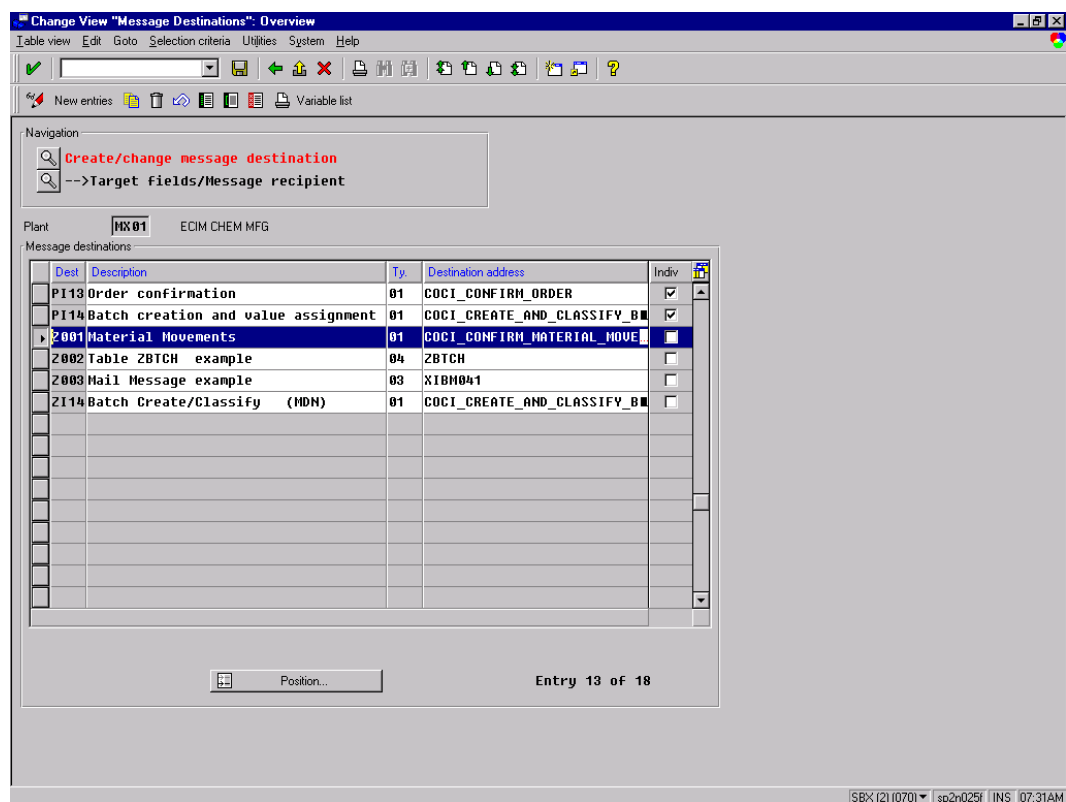 Change View "Message Destinations": Overview
Table view Edit Goto Selection criteria Utilities System Help
New entries Variable list
Navigation
Create/change message destination
-->Target fields/Message recipient
Plant MX01 ECIM CHEM MFG
Message destinations
Dest Description Ty. Destination address Indiv
PI13 Order confirmation 01 COCI_CONFIRM_ORDER
PI14 Batch creation and value assignment 01 COCI_CREATE_AND_CLASSIFY_B
Z001 Material Movements 01 COCI_CONFIRM_MATERIAL_MOVE
Z002 Table ZBTCH example 04 ZBTCH
Z003 Mail Message example 03 XIBM041
ZI14 Batch Create/Classify (MDN) 01 COCI_CREATE_AND_CLASSIFY_B
Position... Entry 13 of 18
SBX (2) (070) sp2n025f INS 07:31AM